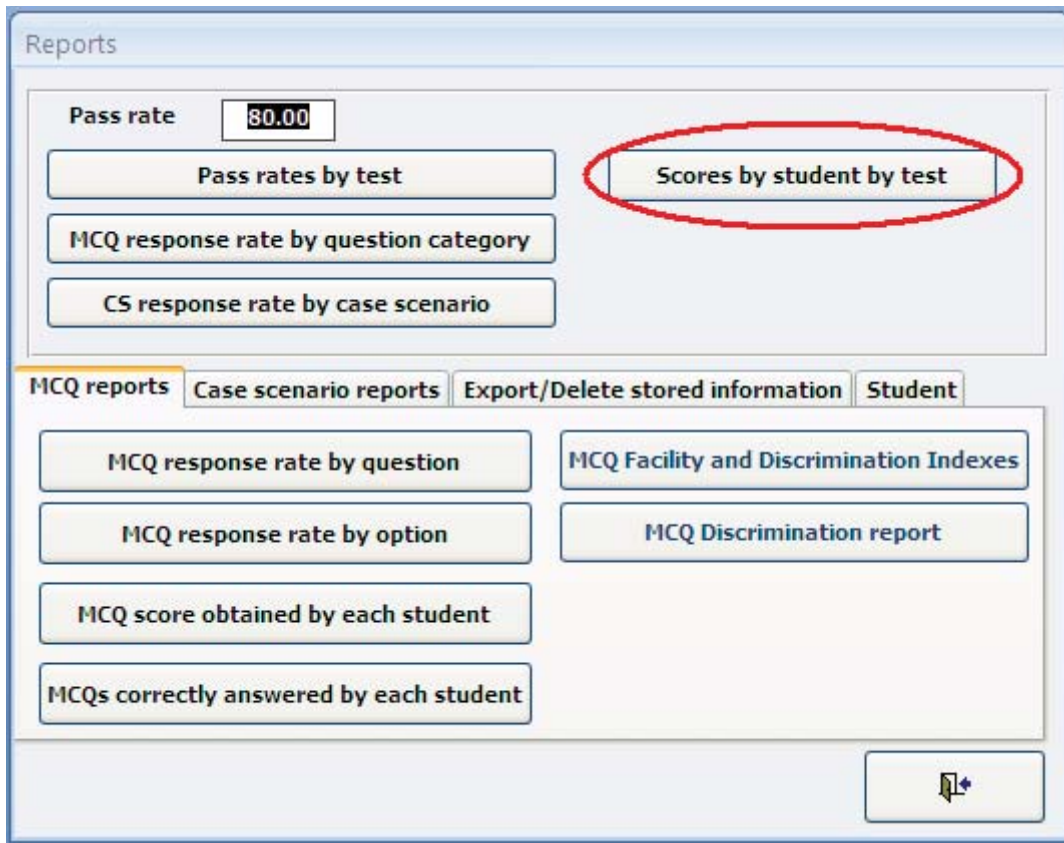 Reports
Pass rate 80.00
Pass rates by test
Scores by student by test
MCQ response rate by question category
CS response rate by case scenario
MCQ reports Case scenario reports Export/Delete stored information Student
MCQ response rate by question
MCQ Facility and Discrimination Indexes
MCQ response rate by option
MCQ Discrimination report
MCQ score obtained by each student
MCQs correctly answered by each student